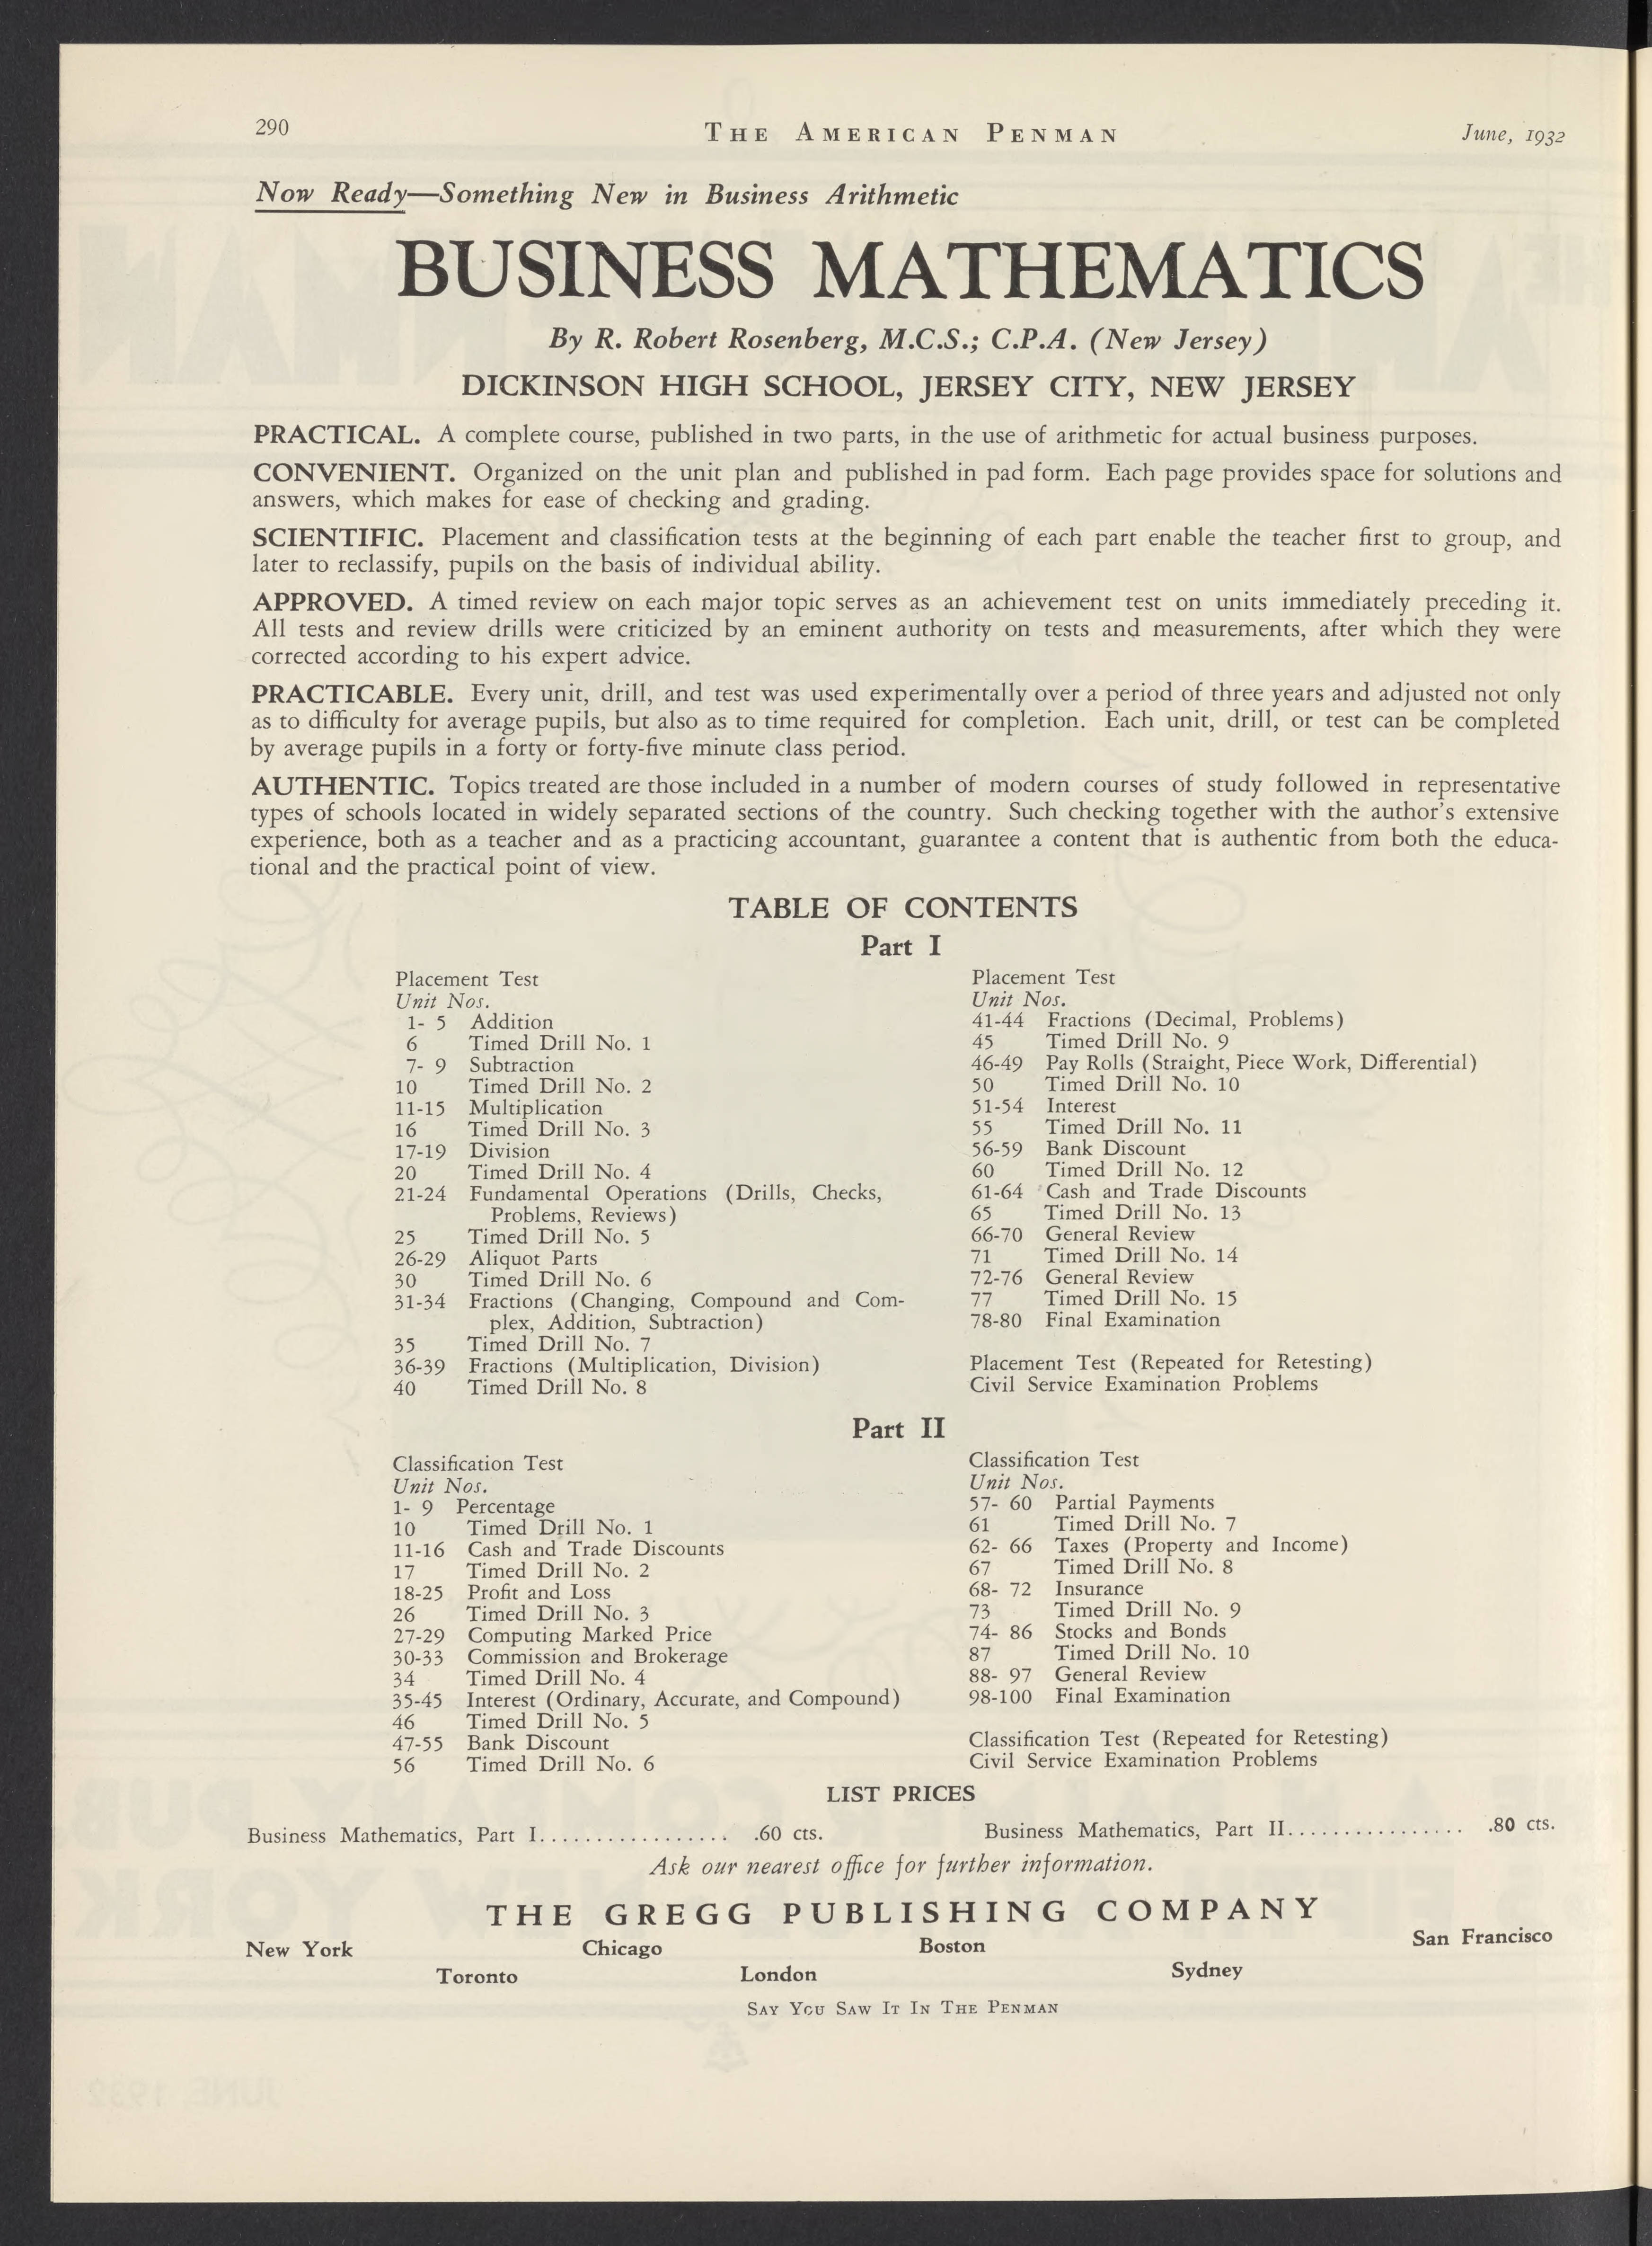 290
THE AMERICAN PENMAN
June, 1932
Now Ready—Something New in Business Arithmetic
BUSINESS MATHEMATICS
By R. Robert Rosenberg, M.C.S.; C.P.A. (New Jersey)
DICKINSON HIGH SCHOOL, JERSEY CITY, NEW JERSEY
PRACTICAL. A complete course, published in two parts, in the use of arithmetic for actual business purposes.
CONVENIENT. Organized on the unit plan and published in pad form. Each page provides space for solutions and
answers, which makes for ease of checking and grading.
SCIENTIFIC. Placement and classification tests at the beginning of each part enable the teacher first to group, and
later to reclassify, pupils on the basis of individual ability.
APPROVED. A timed review on each major topic serves as an achievement test on units immediately preceding it.
All tests and review drills were criticized by an eminent authority on tests and measurements, after which they were
corrected according to his expert advice.
PRACTICABLE. Every unit, drill, and test was used experimentally over a period of three years and adjusted not only
as to difficulty for average pupils, but also as to time required for completion. Each unit, drill, or test can be completed
by average pupils in a forty or forty-five minute class period.
AUTHENTIC. Topics treated are those included in a number of modern courses of study followed in representative
types of schools located in widely separated sections of the country. Such checking together with the author's extensive
experience, both as a teacher and as a practicing accountant, guarantee a content that is authentic from both the educa-
tional and the practical point of view.
TABLE OF CONTENTS
Part I
Placement Test
Unit Nos.
1- 5 Addition
6 Timed Drill No. 1
7- 9 Subtraction
10 Timed Drill No. 2
11-15 Multiplication
16 Timed Drill No. 3
17-19 Division
20 Timed Drill No. 4
21-24 Fundamental Operations (Drills, Checks,
Problems, Reviews)
25 Timed Drill No. 5
26-29 Aliquot Parts
30 Timed Drill No. 6
31-34 Fractions (Changing, Compound and Com-
plex, Addition, Subtraction)
35 Timed Drill No. 7
36-39 Fractions (Multiplication, Division)
40 Timed Drill No. 8
Placement Test
Unit Nos.
41-44 Fractions (Decimal, Problems)
45 Timed Drill No. 9
46-49 Pay Rolls (Straight, Piece Work, Differential)
50 Timed Drill No. 10
51-54 Interest
55 Timed Drill No. 11
56-59 Bank Discount
60 Timed Drill No. 12
61-64 Cash and Trade Discounts
65 Timed Drill No. 13
66-70 General Review
71 Timed Drill No. 14
72-76 General Review
77 Timed Drill No. 15
78-80 Final Examination
Placement Test (Repeated for Retesting)
Civil Service Examination Problems
Part II
Classification Test
Unit Nos.
1- 9 Percentage
10 Timed Drill No. 1
11-16 Cash and Trade Discounts
17 Timed Drill No. 2
18-25 Profit and Loss
26 Timed Drill No. 3
27-29 Computing Marked Price
30-33 Commission and Brokerage
34 Timed Drill No. 4
35-45 Interest (Ordinary, Accurate, and Compound)
46 Timed Drill No. 5
47-55 Bank Discount
56 Timed Drill No. 6
Classification Test
Unit Nos.
57- 60 Partial Payments
61 Timed Drill No. 7
62- 66 Taxes (Property and Income)
67 Timed Drill No. 8
68- 72 Insurance
73 Timed Drill No. 9
74- 86 Stocks and Bonds
87 Timed Drill No. 10
88- 97 General Review
98-100 Final Examination
Classification Test (Repeated for Retesting)
Civil Service Examination Problems
LIST PRICES
Business Mathematics, Part I................. .60 cts.
Business Mathematics, Part II................ .80 cts.
Ask our nearest office for further information.
THE GREGG PUBLISHING COMPANY
New York Chicago Boston San Francisco
Toronto London Sydney
SAY YOU SAW IT IN THE PENMAN